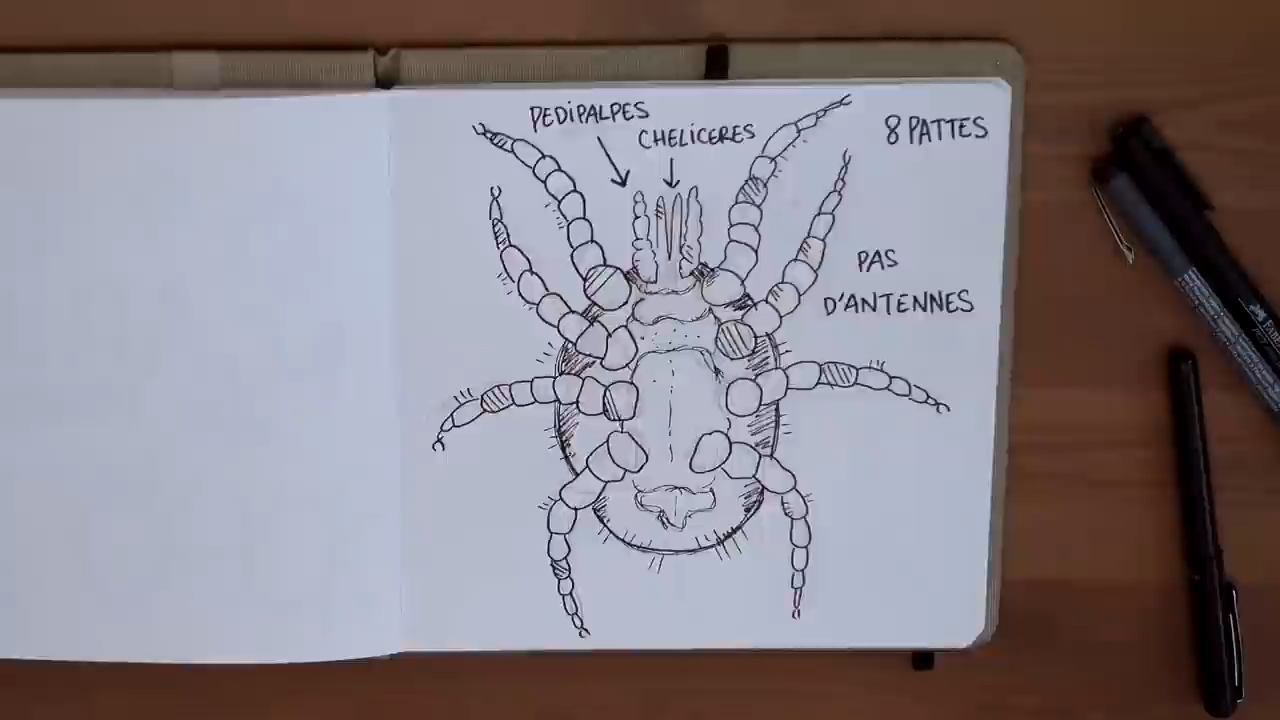 PEDIPALPES
CHELICERES
8 PATTES
PAS
D'ANTENNES